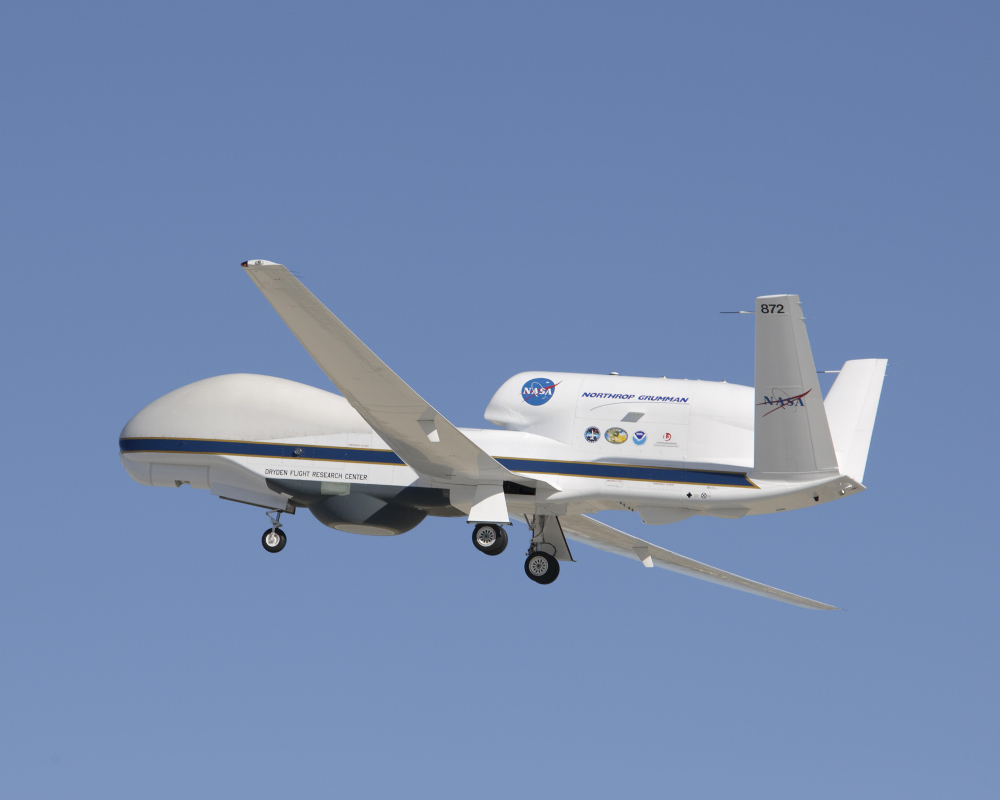 872
NASA
NORTHROP GRUMMAN
NASA
DRYDEN FLIGHT RESEARCH CENTER